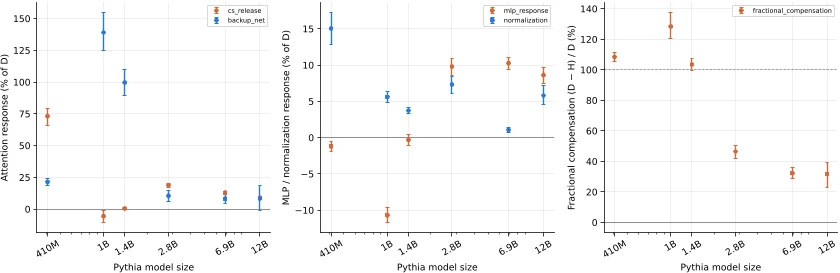 Attention response (% of D)
150
125
100
75
50
25
0
cs_release
backup_net
410M
1B
1.4B
2.8B
6.9B
12B
Pythia model size
MLP / normalization response (% of D)
15
10
5
0
−5
−10
mlp_response
normalization
410M
1B
1.4B
2.8B
6.9B
12B
Pythia model size
Fractional compensation (D − H) / D (%)
140
120
100
80
60
40
20
0
fractional_compensation
410M
1B
1.4B
2.8B
6.9B
12B
Pythia model size